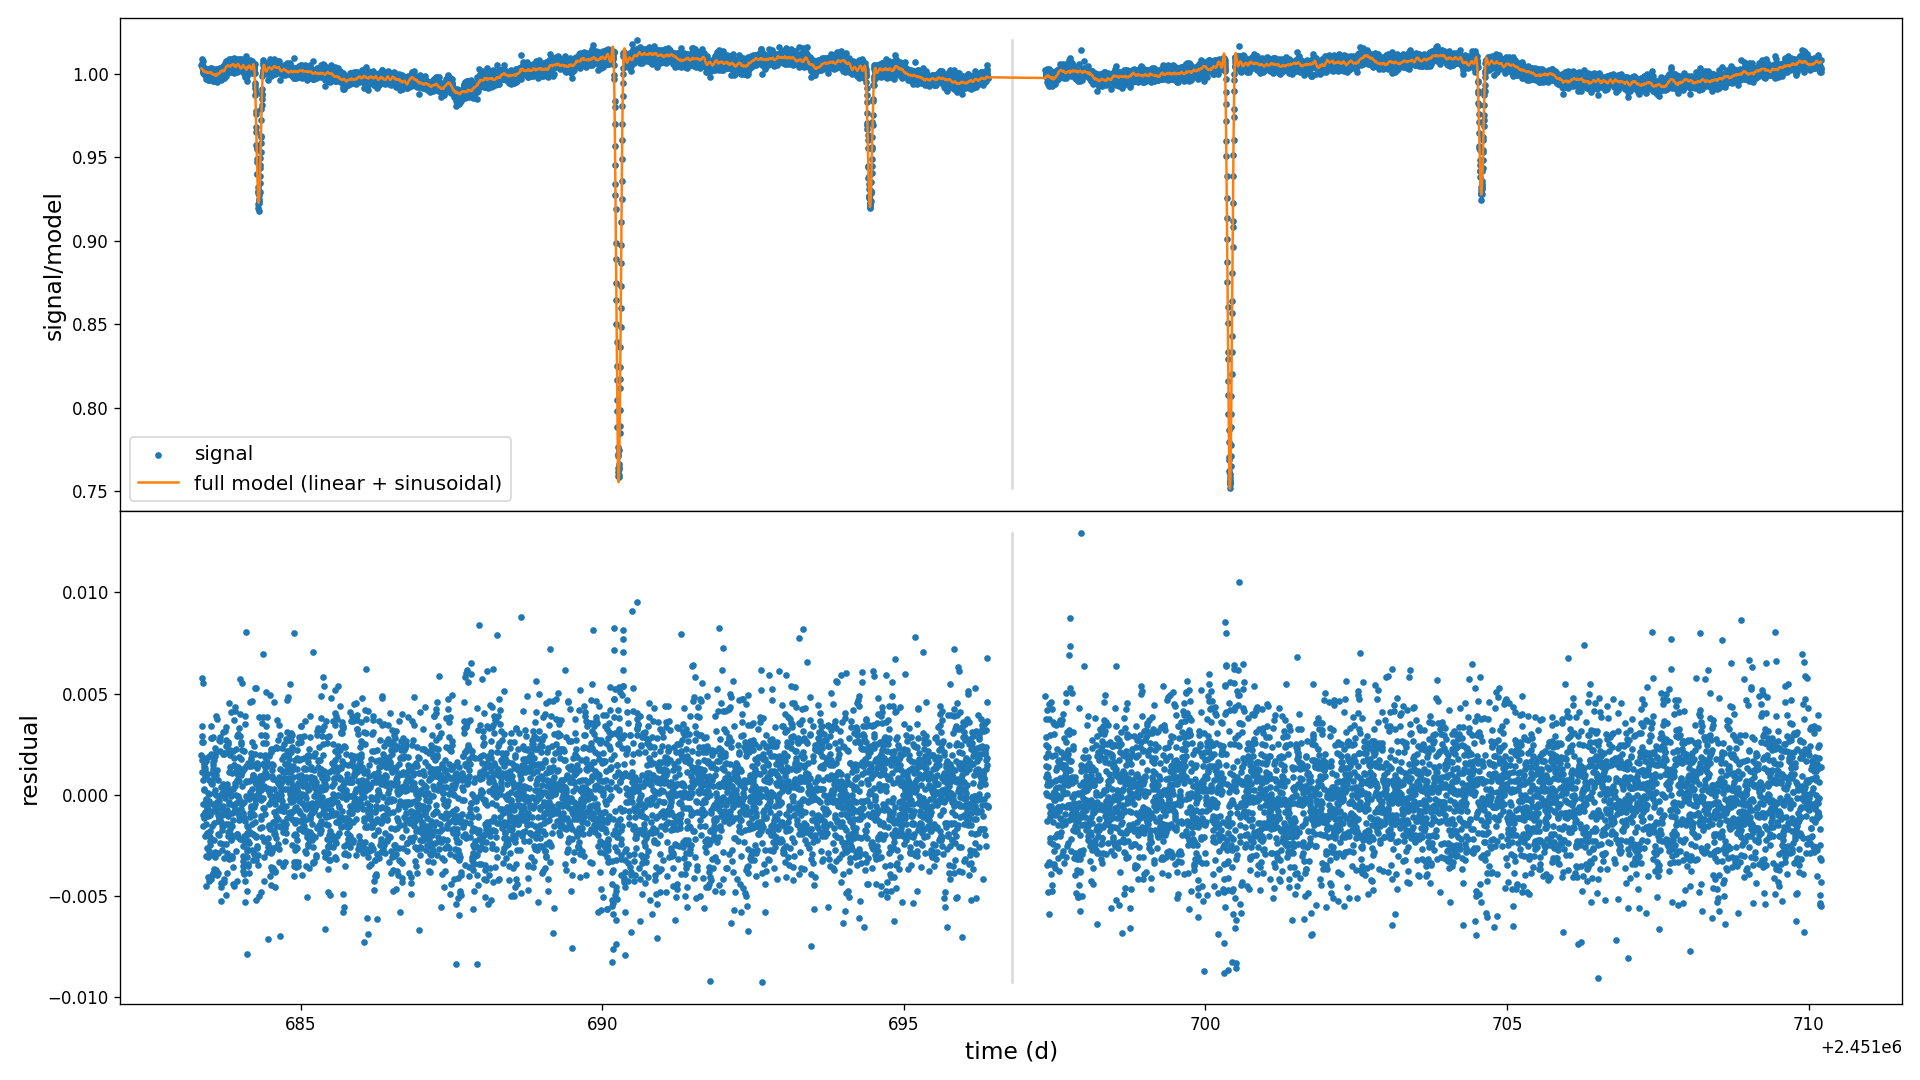 signal/model
1.00
0.95
0.90
0.85
0.80
0.75
signal
full model (linear + sinusoidal)
residual
0.010
0.005
0.000
−0.005
−0.010
685
690
695
700
705
710
time (d)
+2.451e6